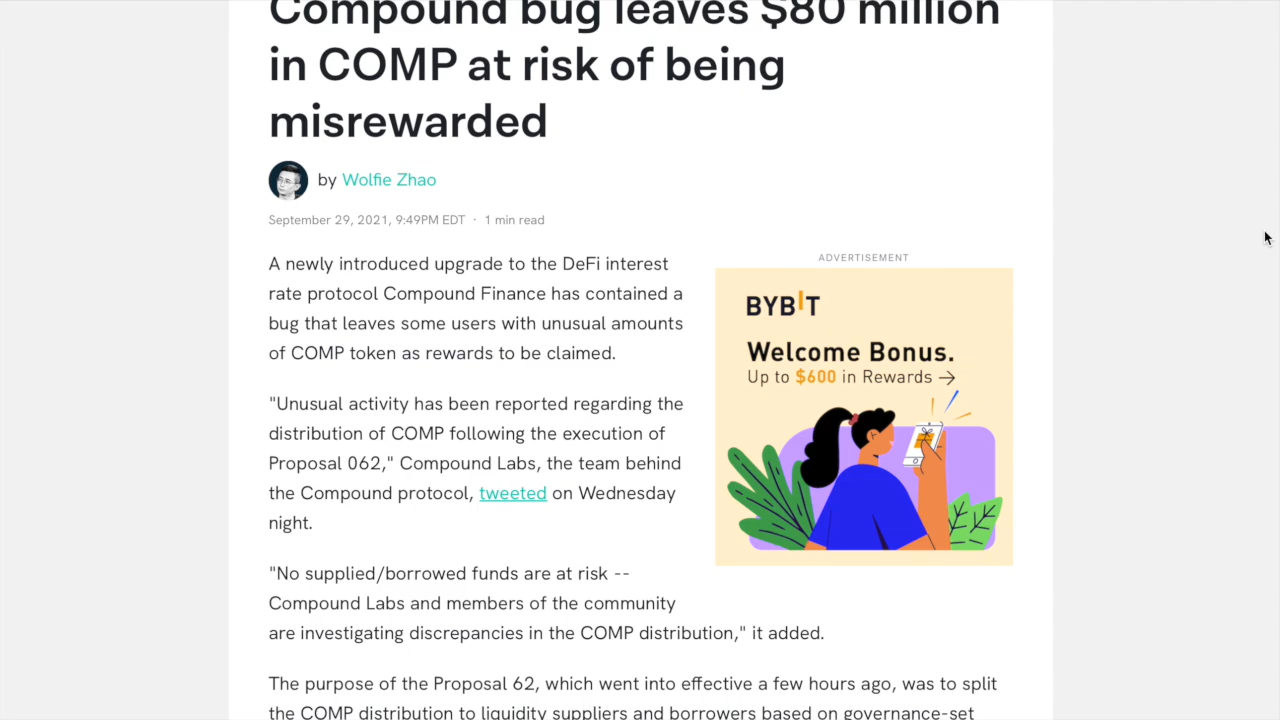 Compound bug leaves $80 million
in COMP at risk of being
misrewarded
by Wolfie Zhao
September 29, 2021, 9:49PM EDT · 1 min read
A newly introduced upgrade to the DeFi interest
rate protocol Compound Finance has contained a
bug that leaves some users with unusual amounts
of COMP token as rewards to be claimed.
"Unusual activity has been reported regarding the
distribution of COMP following the execution of
Proposal 062," Compound Labs, the team behind
the Compound protocol, tweeted on Wednesday
night.
"No supplied/borrowed funds are at risk --
Compound Labs and members of the community
are investigating discrepancies in the COMP distribution," it added.
The purpose of the Proposal 62, which went into effective a few hours ago, was to split
the COMP distribution to liquidity suppliers and borrowers based on governance-set
ADVERTISEMENT
BYBIT
Welcome Bonus.
Up to $600 in Rewards →